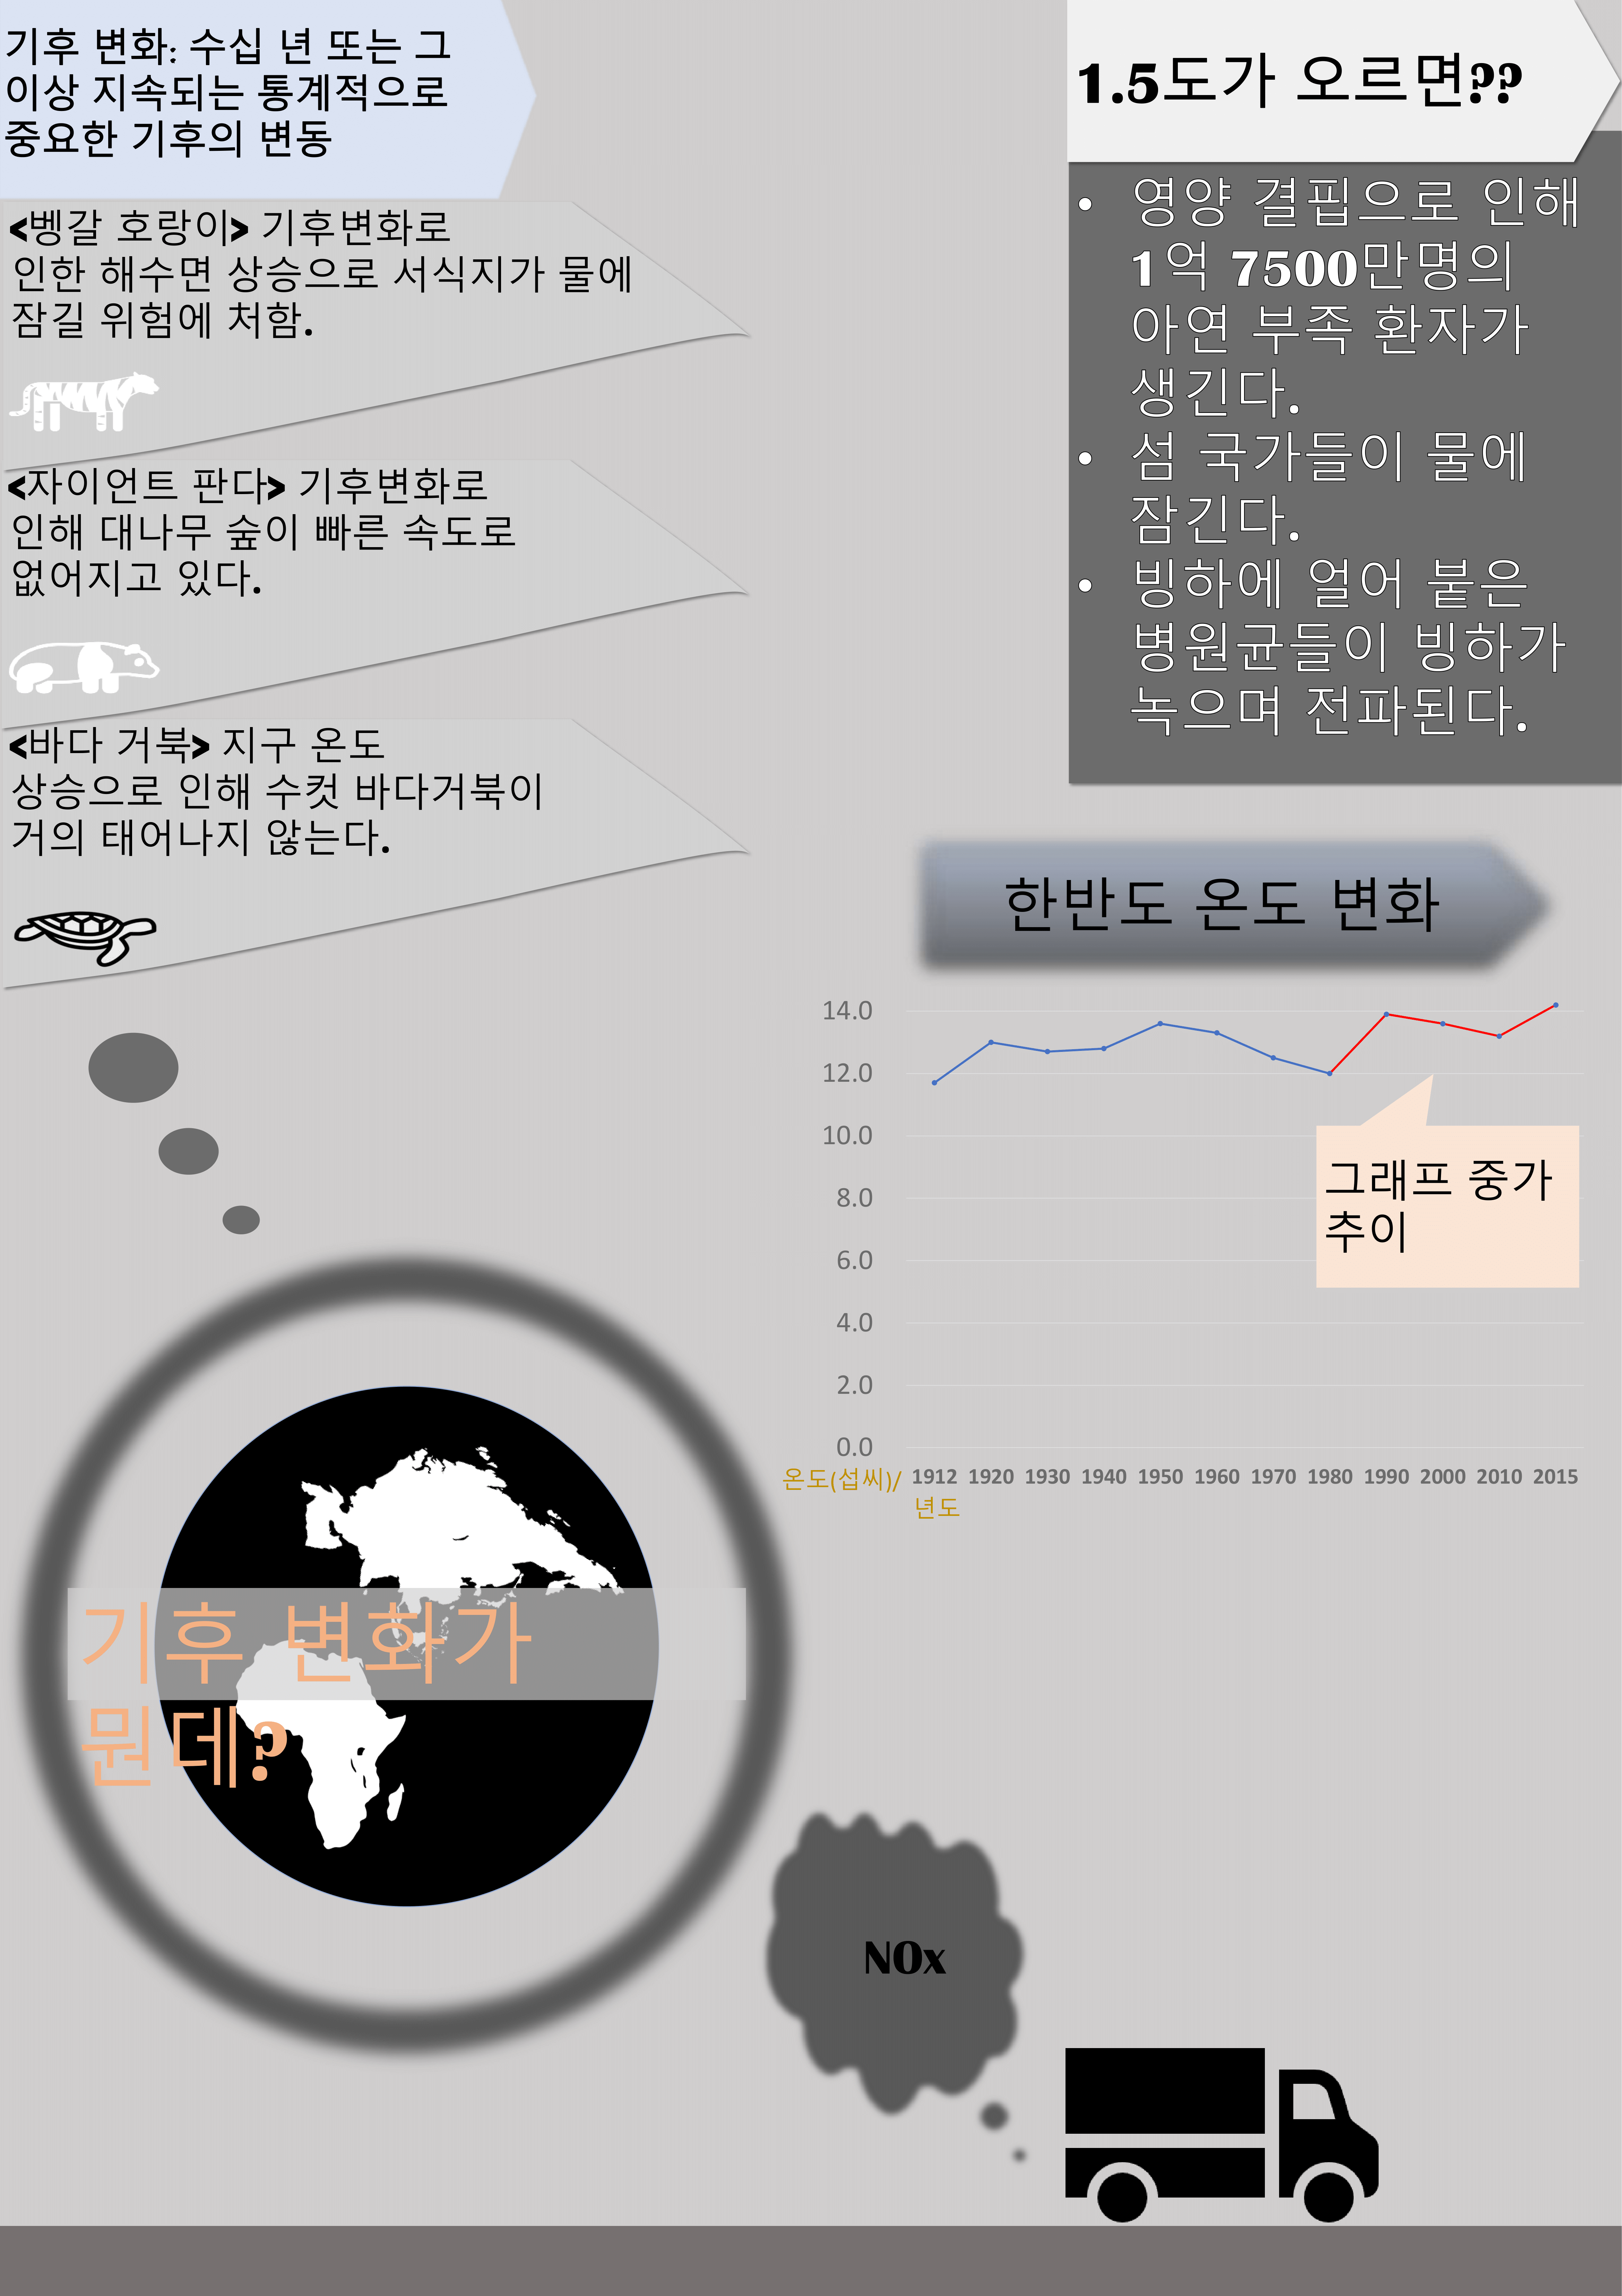 기후 변화: 수십 년 또는 그
이상 지속되는 통계적으로
중요한 기후의 변동
<벵갈 호랑이> 기후변화로
인한 해수면 상승으로 서식지가 물에
잠길 위험에 처함.
<자이언트 판다> 기후변화로
인해 대나무 숲이 빠른 속도로
없어지고 있다.
<바다 거북> 지구 온도
상승으로 인해 수컷 바다거북이
거의 태어나지 않는다.
1.5도가 오르면??
• 영양 결핍으로 인해
1억 7500만명의
아연 부족 환자가
생긴다.
• 섬 국가들이 물에
잠긴다.
• 빙하에 얼어 붙은
병원균들이 빙하가
녹으며 전파된다.
한반도 온도 변화
14.0
12.0
10.0
8.0
6.0
4.0
2.0
0.0
그래프 중가
추이
온도(섭씨)/
년도
1912 1920 1930 1940 1950 1960 1970 1980 1990 2000 2010 2015
기후 변화가
뭔데?
NOx